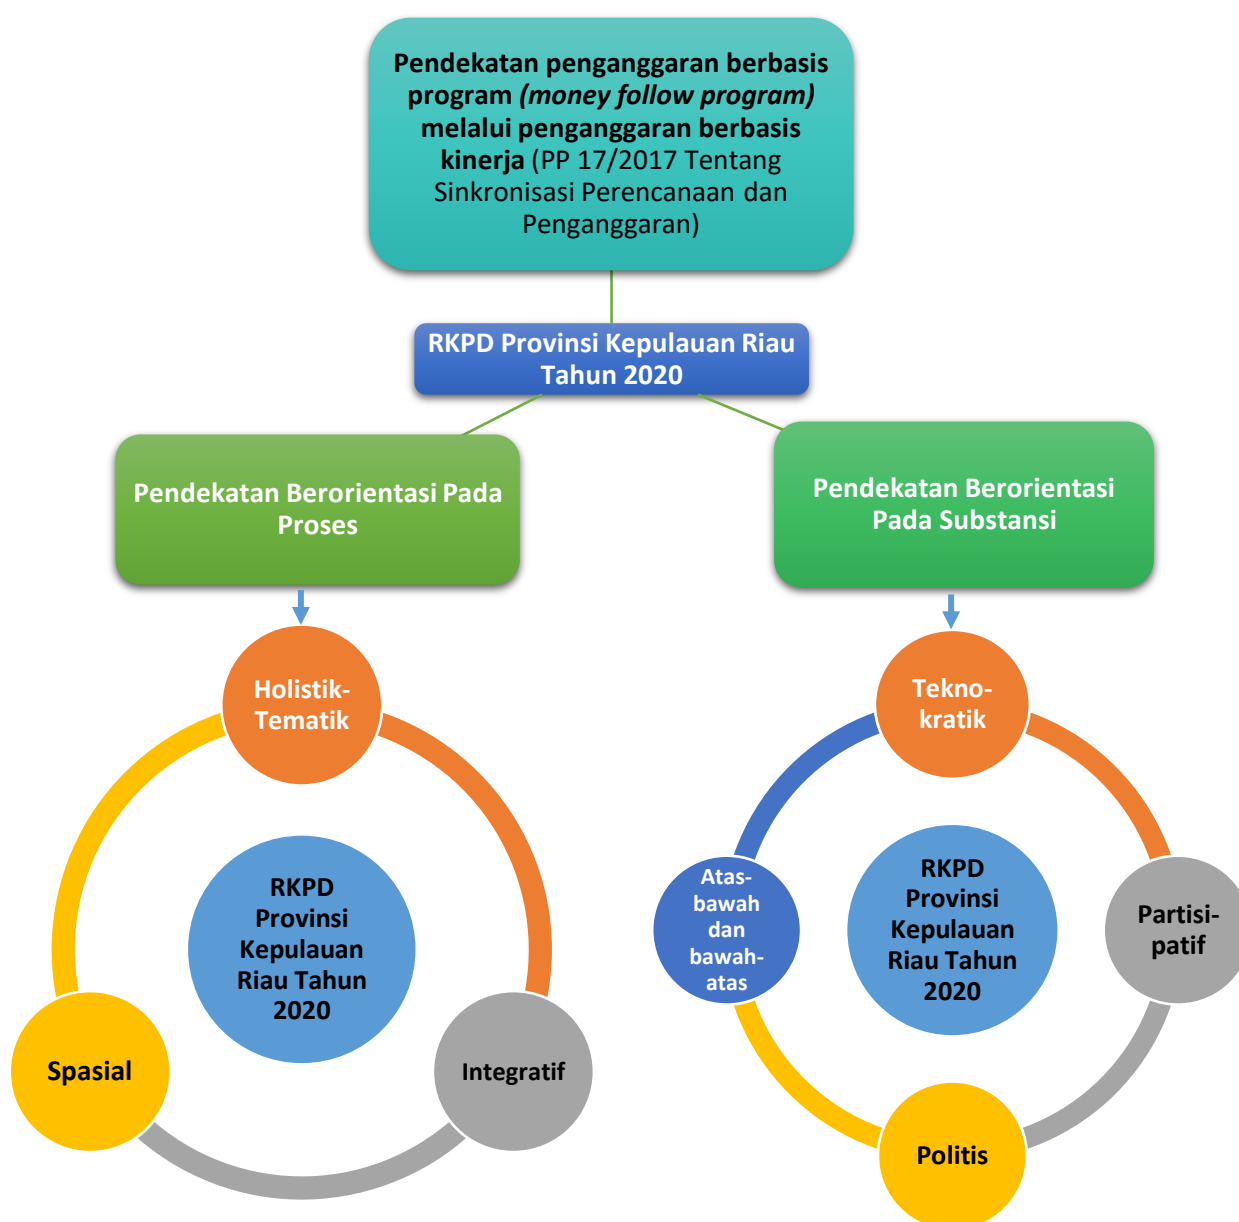 Pendekatan penganggaran berbasis
program (money follow program)
melalui penganggaran berbasis
kinerja (PP 17/2017 Tentang
Sinkronisasi Perencanaan dan
Penganggaran)
RKPD Provinsi Kepulauan Riau
Tahun 2020
Pendekatan Berorientasi Pada
Proses
Pendekatan Berorientasi
Pada Substansi
Holistik-
Tematik
RKPD
Provinsi
Kepulauan
Riau Tahun
2020
Spasial
Integratif
Tekno-
kratik
Atas-
bawah
dan
bawah-
atas
RKPD
Provinsi
Kepulauan
Riau Tahun
2020
Partisi-
patif
Politis